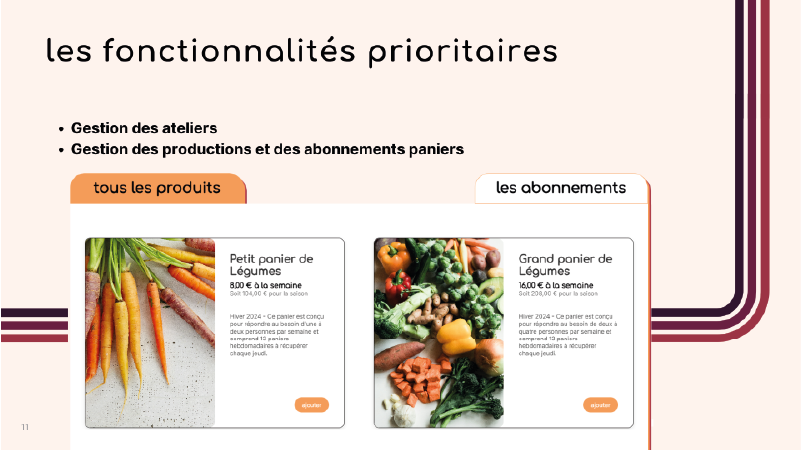 les fonctionnalités prioritaires
• Gestion des ateliers
• Gestion des productions et des abonnements paniers
tous les produits
les abonnements
Petit panier de
Légumes
8,00 € à la semaine
Soit 104,00 € pour la saison
Hiver 2024 - Ce panier est conçu
pour répondre au besoin d'une à
deux personnes par semaine et
comprend 13 paniers
hebdomadaires à récupérer
chaque jeudi.
ajouter
Grand panier de
Légumes
16,00 € à la semaine
Soit 208,00 € pour la saison
Hiver 2024 - Ce panier est conçu
pour répondre au besoin de deux à
quatre personnes par semaine et
comprend 13 paniers
hebdomadaires à récupérer
chaque jeudi.
ajouter
11